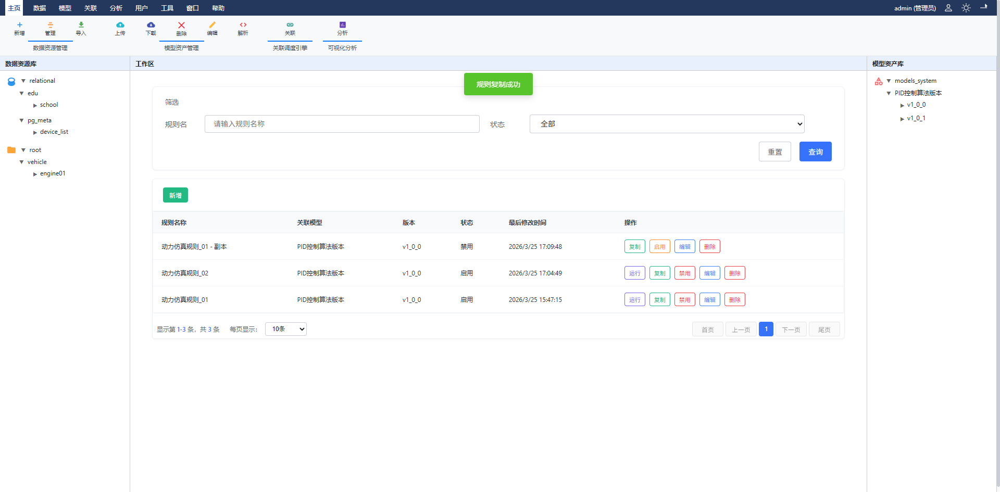 主页 数据 模型 关联 分析 用户 工具 窗口 帮助 admin (管理员)
新增 管理 导入 上传 下载 删除 编辑 解析 关联 分析
数据资源管理 模型资产管理 关联调度引擎 可视化分析
数据资源库
relational
edu
school
pg_meta
device_list
root
vehicle
engine01
工作区
规则复制成功
筛选
规则名 请输入规则名称 状态 全部
重置 查询
新增
规则名称 关联模型 版本 状态 最后修改时间 操作
动力仿真规则_01 - 副本 PID控制算法版本 v1_0_0 禁用 2026/3/25 17:09:48 复制 启用 编辑 删除
动力仿真规则_02 PID控制算法版本 v1_0_0 启用 2026/3/25 17:04:49 运行 复制 禁用 编辑 删除
动力仿真规则_01 PID控制算法版本 v1_0_0 启用 2026/3/25 15:47:15 运行 复制 禁用 编辑 删除
显示第 1-3 条，共 3 条 每页显示： 10条 首页 上一页 1 下一页 尾页
模型资产库
models_system
PID控制算法版本
v1_0_0
v1_0_1